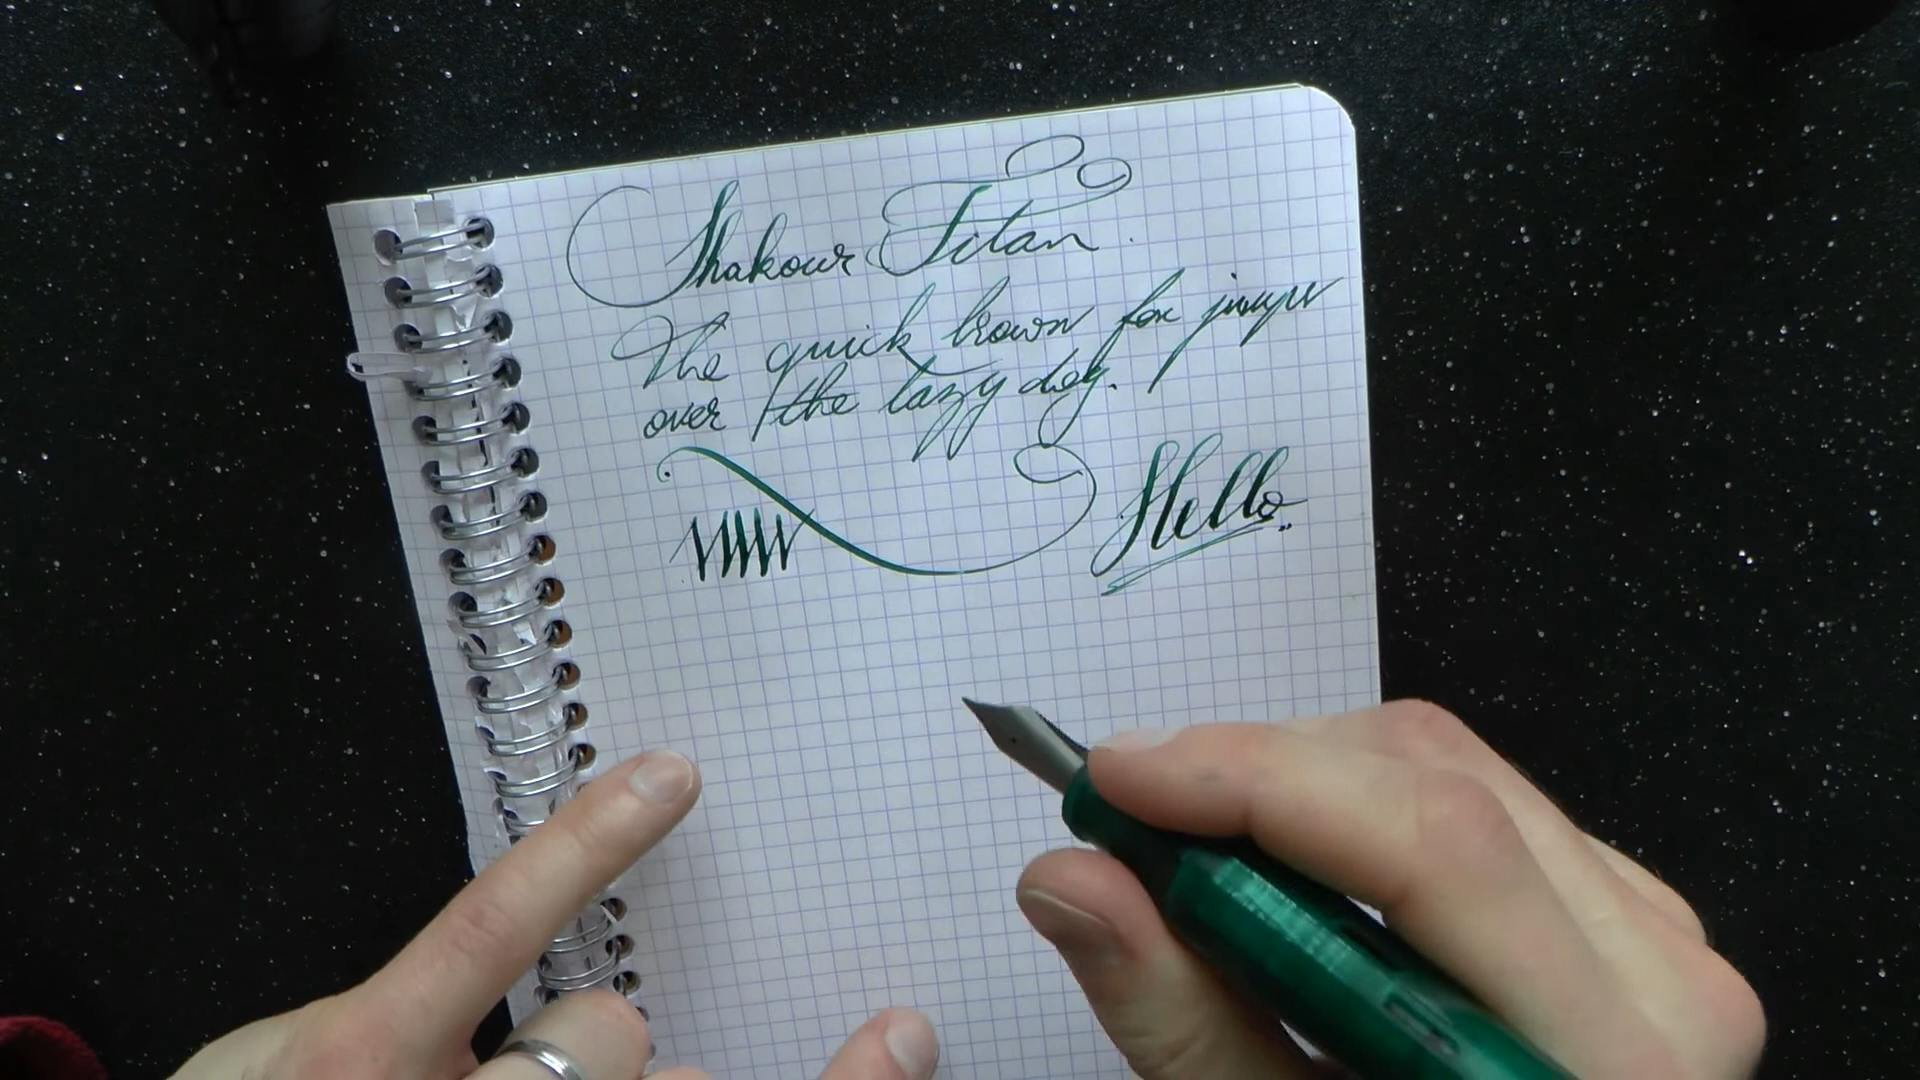 Shakour Titan.
The quick brown fox jumps
over the lazy dog.
Hello